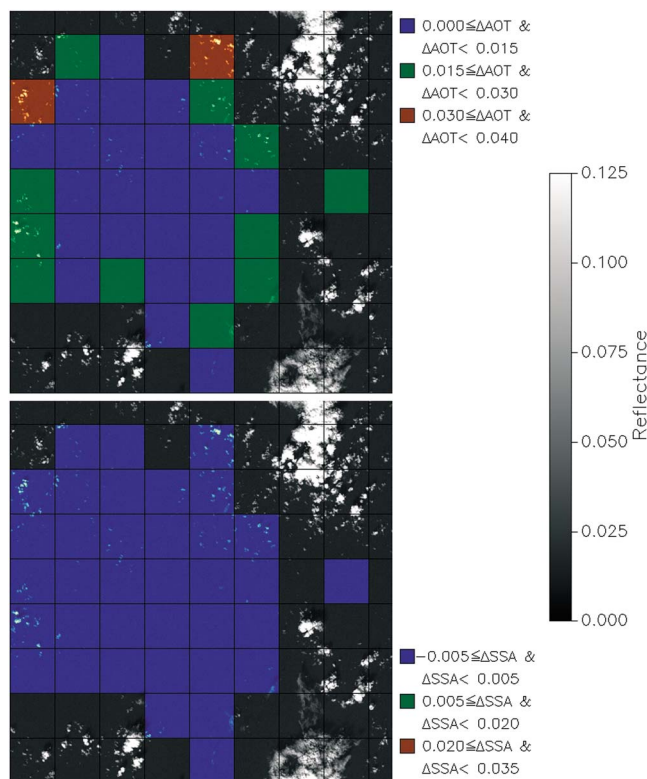 0.000≦ΔAOT &
ΔAOT< 0.015
0.015≦ΔAOT &
ΔAOT< 0.030
0.030≦ΔAOT &
ΔAOT< 0.040
0.125
0.100
0.075
0.050
0.025
0.000
Reflectance
-0.005≦ΔSSA &
ΔSSA< 0.005
0.005≦ΔSSA &
ΔSSA< 0.020
0.020≦ΔSSA &
ΔSSA< 0.035